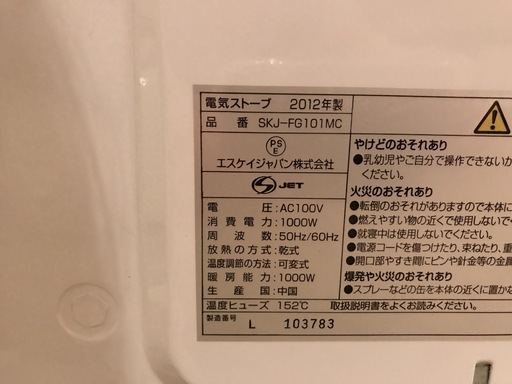 電気ストーブ 2012年製
品 番 SKJ-FG101MC
PS
E
エスケイジャパン株式会社
S JET
電 圧:AC100V
消費電力:1000W
周 波 数:50Hz/60Hz
放熱の方式:乾式
温度調節の方式:可変式
暖房能力:1000W
生 産 国:中国
温度ヒューズ 152℃ 取扱説明書をよくお読みください。
製造番号
L 103783
やけどのおそれあり
●乳幼児やご自分で操作できないか
ください。
火災のおそれあり
●転倒のおそれがありますので本体に
●燃えやすい物の近くで使用しないで
●就寝中は使用しないでく
●電源コードを傷つけたり、束ねたり、重
●開口部やすき間にピンや針金等の金属
爆発や火災のおそれあり
●スプレーなどの缶を本体の近くに置かな